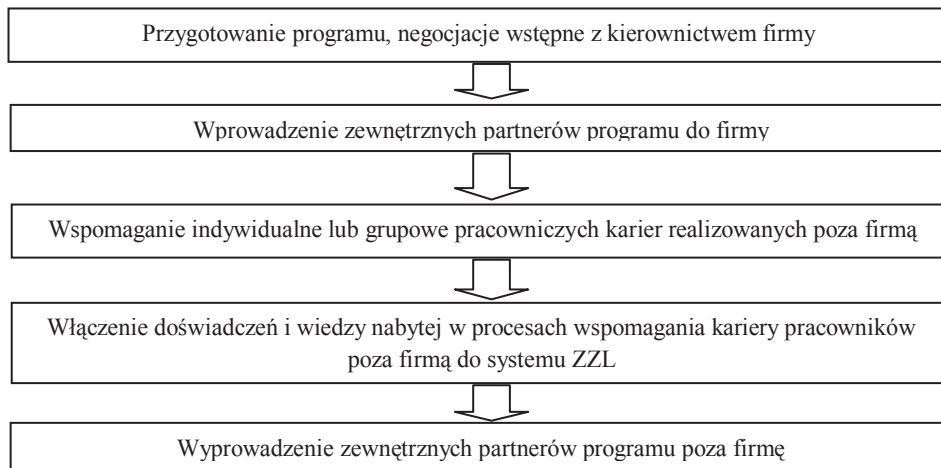 Przygotowanie programu, negocjacje wstępne z kierownictwem firmy
Wprowadzenie zewnętrznych partnerów programu do firmy
Wspomaganie indywidualne lub grupowe pracowniczych karier realizowanych poza firmą
Włączenie doświadczeń i wiedzy nabytej w procesach wspomagania kariery pracowników
poza firmą do systemu ZZL
Wyprowadzenie zewnętrznych partnerów programu poza firmę